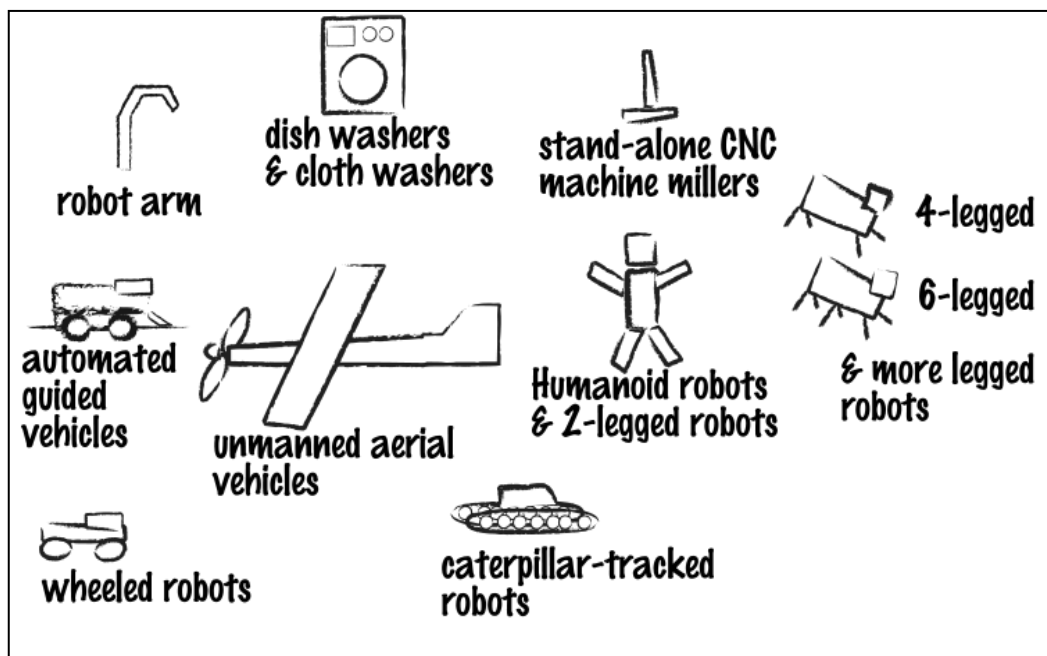 robot arm
dish washers
& cloth washers
stand-alone CNC
machine millers
4-legged
6-legged
& more legged
robots
automated
guided
vehicles
unmanned aerial
vehicles
Humanoid robots
& 2-legged robots
wheeled robots
caterpillar-tracked
robots